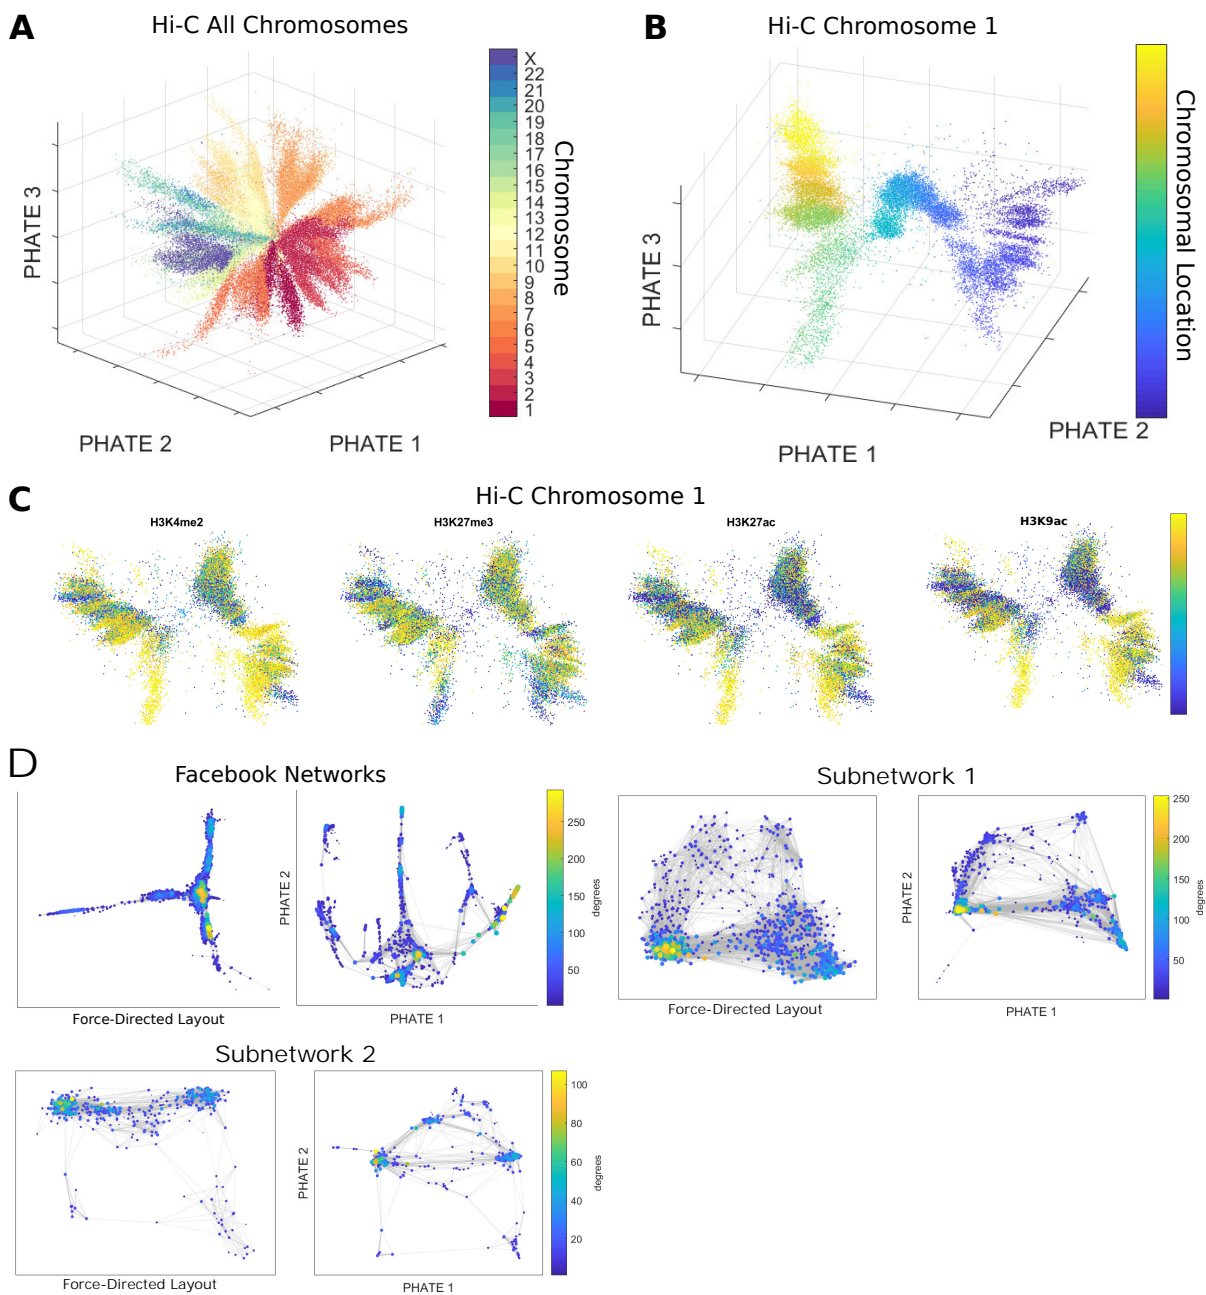 A
Hi-C All Chromosomes
PHATE 3
PHATE 2
PHATE 1
X
22
21
20
19
18
17
16
15
14
13
12
11
10
9
8
7
6
5
4
3
2
1
Chromosome
B
Hi-C Chromosome 1
PHATE 3
PHATE 1
PHATE 2
Chromosomal Location
C
Hi-C Chromosome 1
H3K4me2
H3K27me3
H3K27ac
H3K9ac
D
Facebook Networks
Force-Directed Layout
PHATE 2
PHATE 1
250
200
150
100
50
degrees
Subnetwork 1
Force-Directed Layout
PHATE 2
PHATE 1
250
200
150
100
50
degrees
Subnetwork 2
Force-Directed Layout
PHATE 2
PHATE 1
100
80
60
40
20
degrees